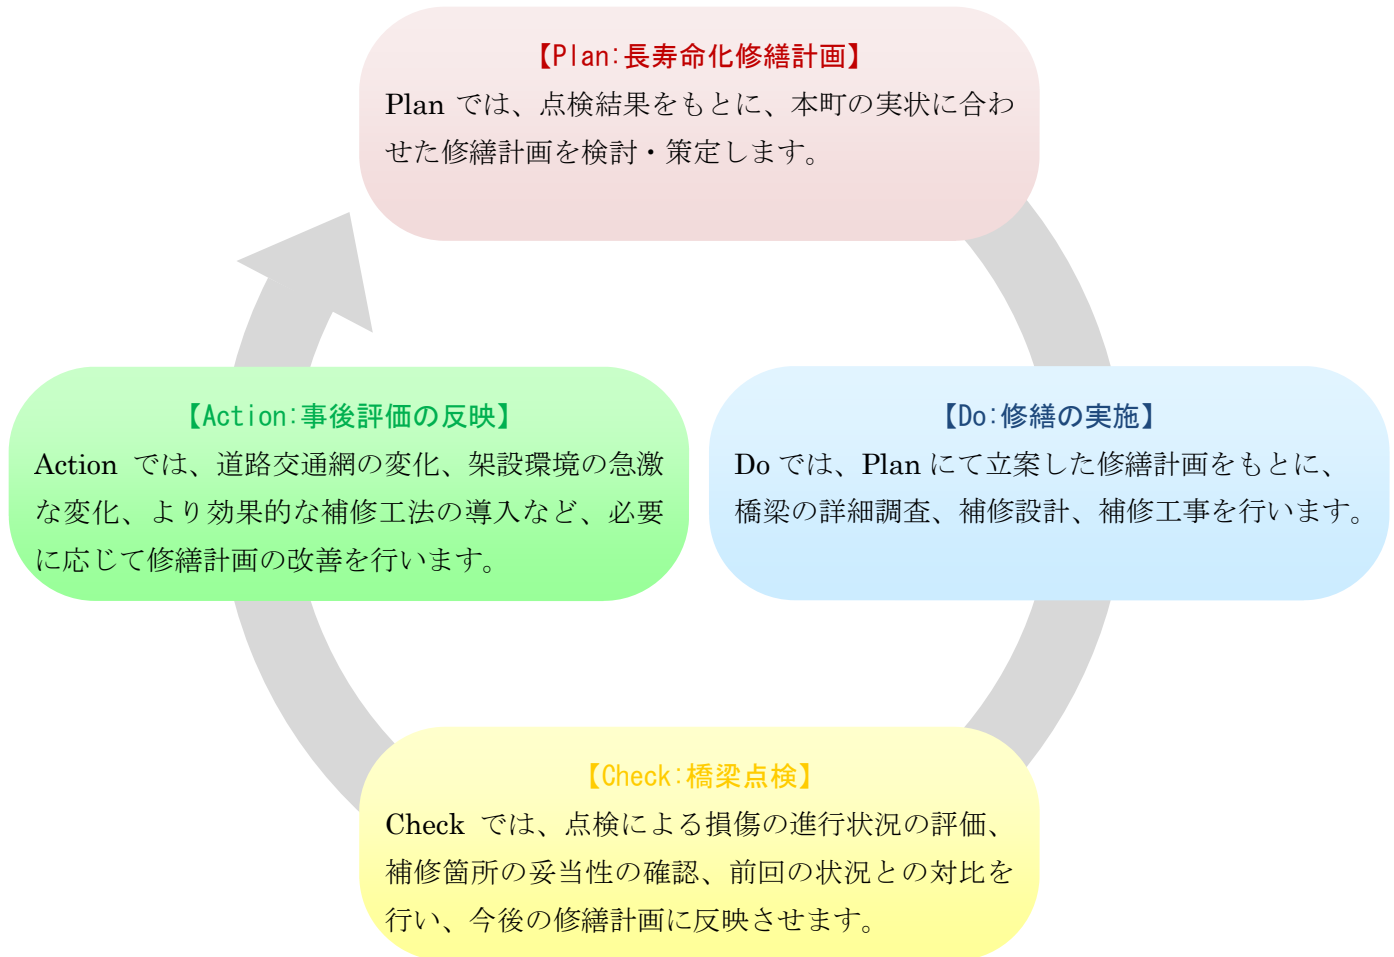 【Plan:長寿命化修繕計画】
Plan では、点検結果をもとに、本町の実状に合わ
せた修繕計画を検討・策定します。
【Action:事後評価の反映】
Action では、道路交通網の変化、架設環境の急激
な変化、より効果的な補修工法の導入など、必要
に応じて修繕計画の改善を行います。
【Do:修繕の実施】
Do では、Plan にて立案した修繕計画をもとに、
橋梁の詳細調査、補修設計、補修工事を行います。
【Check:橋梁点検】
Check では、点検による損傷の進行状況の評価、
補修箇所の妥当性の確認、前回の状況との対比を
行い、今後の修繕計画に反映させます。